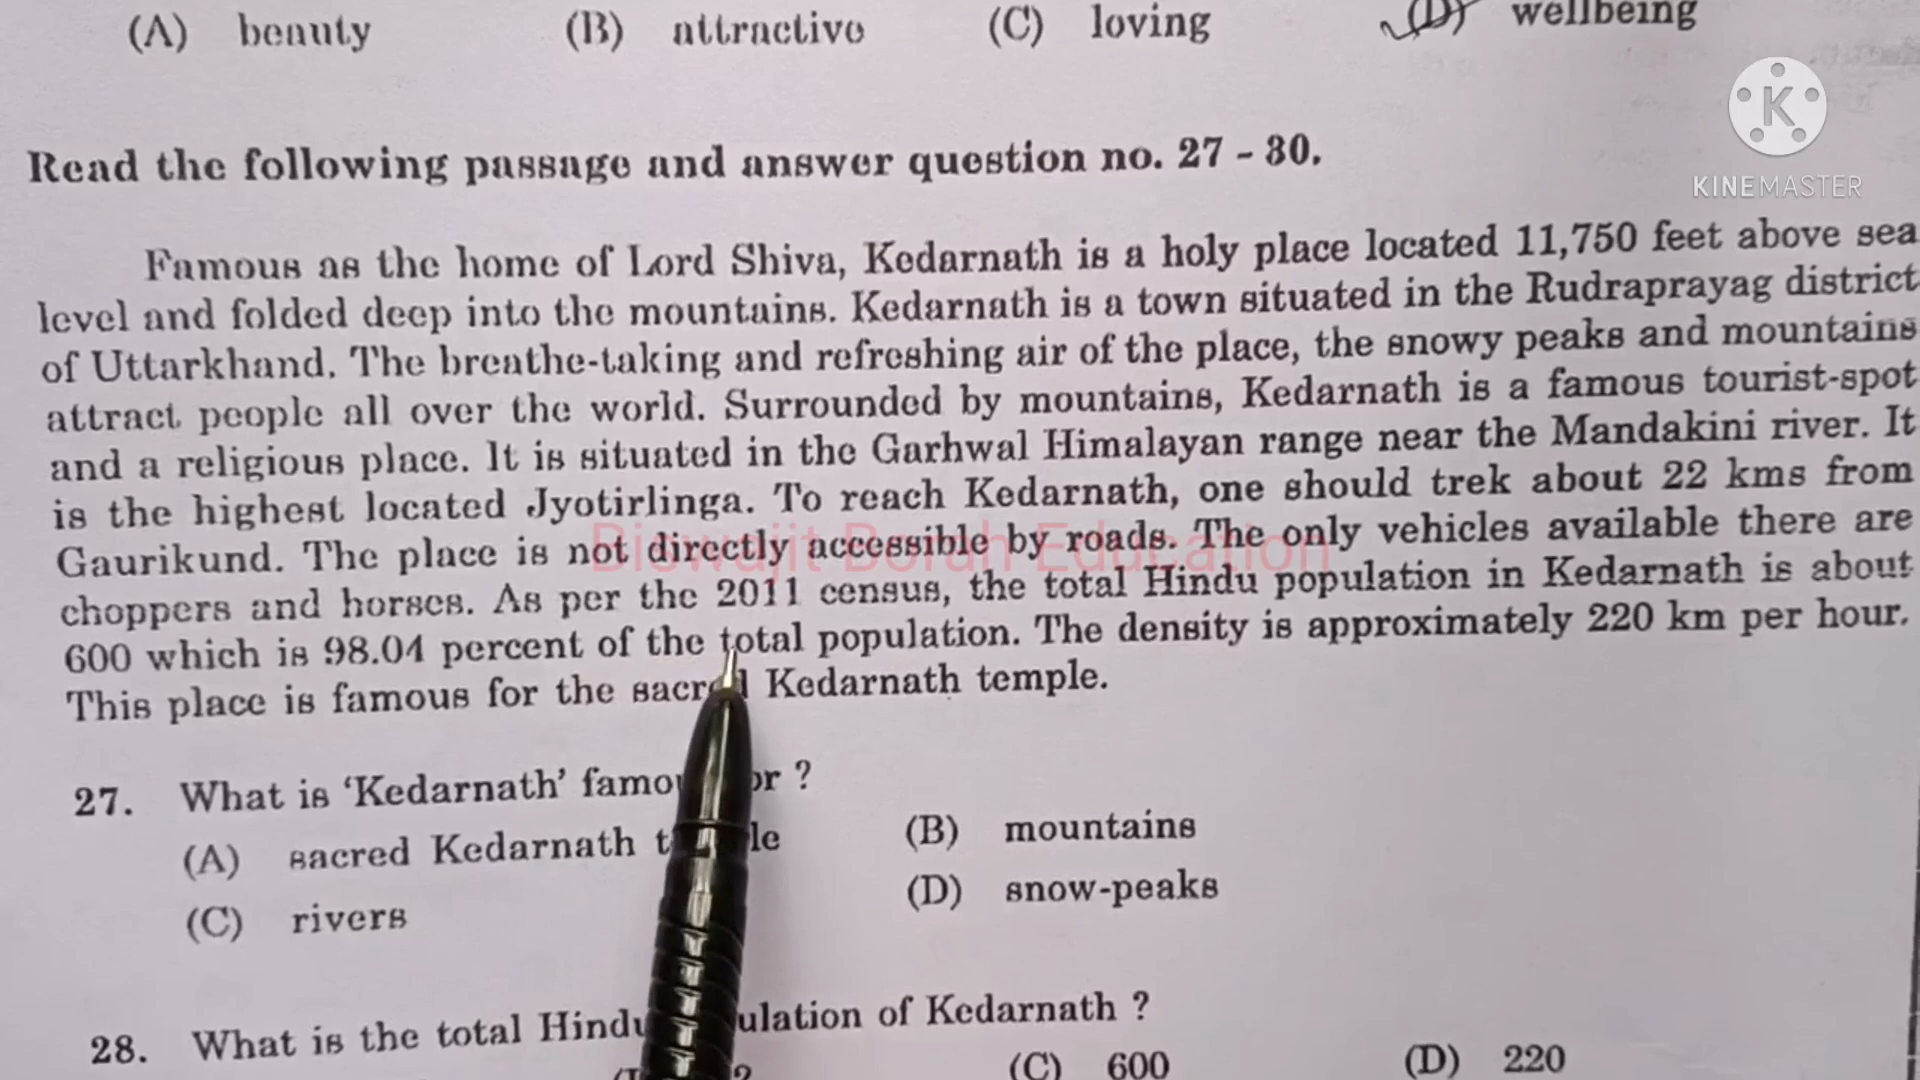 (A) beauty (B) attractive (C) loving (D) wellbeing
KINEMASTER
Read the following passage and answer question no. 27 - 30.
Famous as the home of Lord Shiva, Kedarnath is a holy place located 11,750 feet above sea
level and folded deep into the mountains. Kedarnath is a town situated in the Rudraprayag district
of Uttarkhand. The breathe-taking and refreshing air of the place, the snowy peaks and mountains
attract people all over the world. Surrounded by mountains, Kedarnath is a famous tourist-spot
and a religious place. It is situated in the Garhwal Himalayan range near the Mandakini river. It
is the highest located Jyotirlinga. To reach Kedarnath, one should trek about 22 kms from
Gaurikund. The place is not directly accessible by roads. The only vehicles available there are
Biswajit Borah Education
choppers and horses. As per the 2011 census, the total Hindu population in Kedarnath is about
600 which is 98.04 percent of the total population. The density is approximately 220 km per hour.
This place is famous for the Kedarnath temple.
27. What is ‘Kedarnath’ ?
(A) sacred Kedarnath (B) mountains
(C) rivers (D) snow-peaks
28. What is the total Hindu of Kedarnath ?
(C) 600 (D) 220